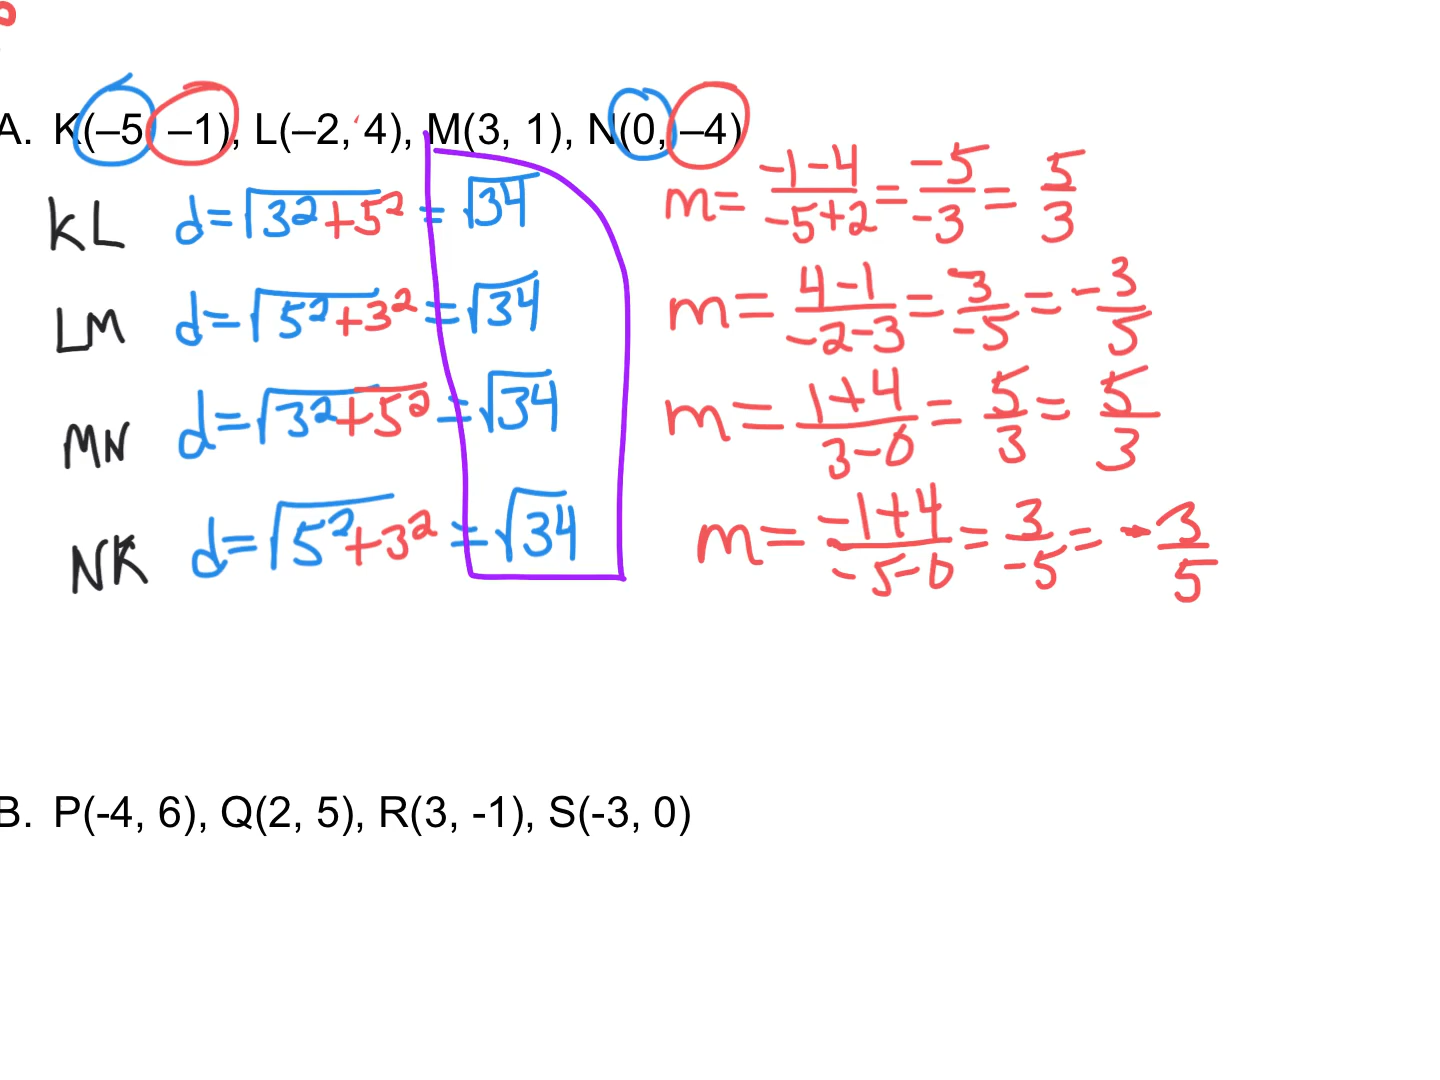 A. K(–5, –1), L(–2, 4), M(3, 1), N(0, –4)
KL d=√3²+5² = √34 m= -1-4/-5+2 = -5/-3 = 5/3
LM d=√5²+3² = √34 m= 4-1/-2-3 = 3/-5 = -3/5
MN d=√3²+5² = √34 m= 1+4/3-0 = 5/3 = 5/3
NK d=√5²+3² = √34 m= -1+4/-5-0 = 3/-5 = -3/5
B. P(-4, 6), Q(2, 5), R(3, -1), S(-3, 0)